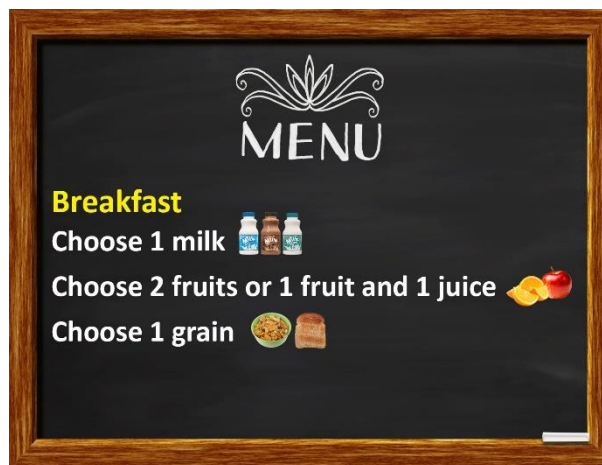 MENU
Breakfast
Choose 1 milk
Choose 2 fruits or 1 fruit and 1 juice
Choose 1 grain